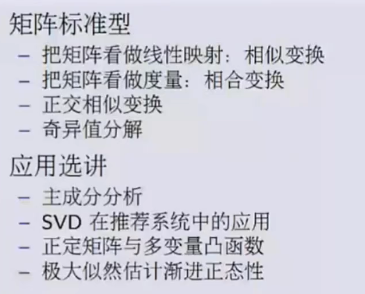 矩阵标准型
– 把矩阵看做线性映射：相似变换
– 把矩阵看做度量：相合变换
– 正交相似变换
– 奇异值分解
应用选讲
– 主成分分析
– SVD 在推荐系统中的应用
– 正定矩阵与多变量凸函数
– 极大似然估计渐进正态性